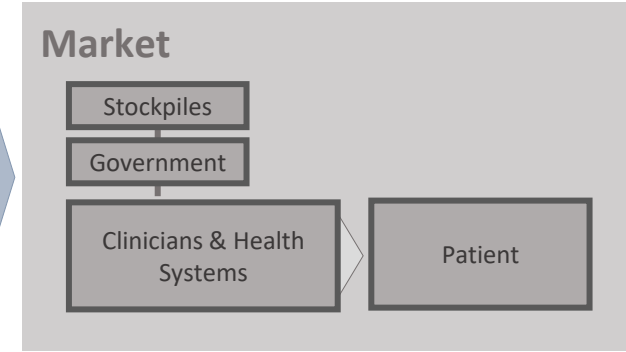 Market
Stockpiles
Government
Clinicians & Health
Systems
Patient